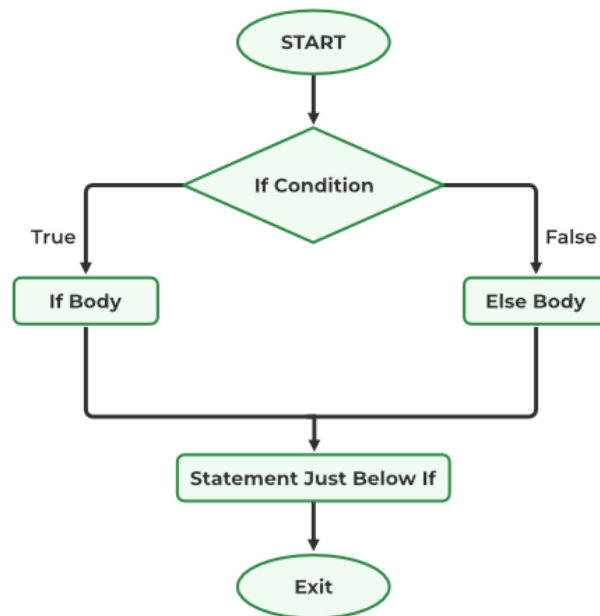 START
If Condition
True
False
If Body
Else Body
Statement Just Below If
Exit